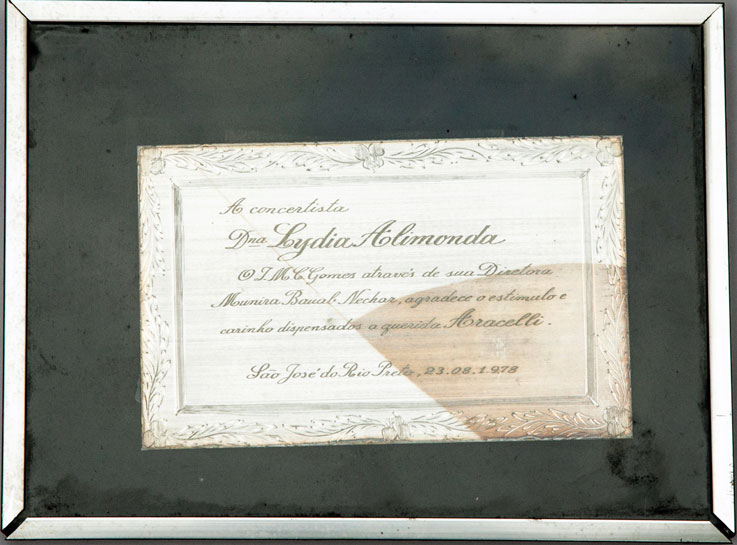 A concertista
Dna Lydia Alimonda
O I.M.C.Gomes através de sua Diretora
Munira Bauab Nechar, agradece o estimulo e
carinho dispensados a querida Aracelli.
São José do Rio Preto, 23.08.1978